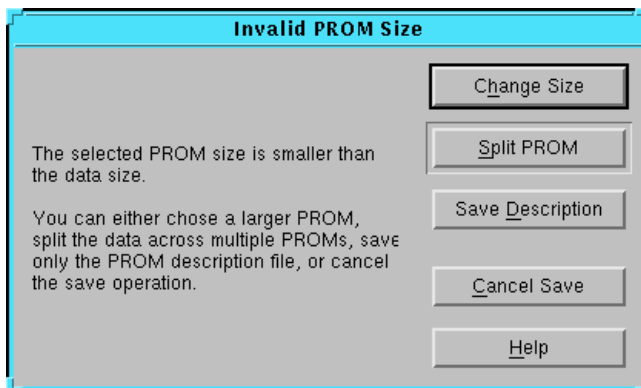 Invalid PROM Size
Change Size
The selected PROM size is smaller than
the data size.
Split PROM
You can either chose a larger PROM,
split the data across multiple PROMs, save
only the PROM description file, or cancel
the save operation.
Save Description
Cancel Save
Help